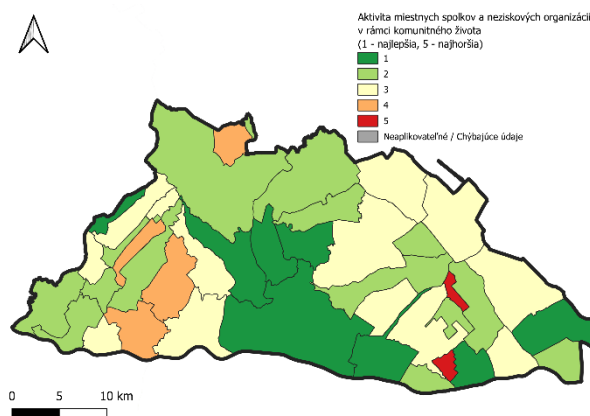 Aktivita miestnych spolkov a neziskových organizácií
v rámci komunitného života
(1 - najlepšia, 5 - najhoršia)
1
2
3
4
5
Neaplikovateľné / Chýbajúce údaje
0 5 10 km